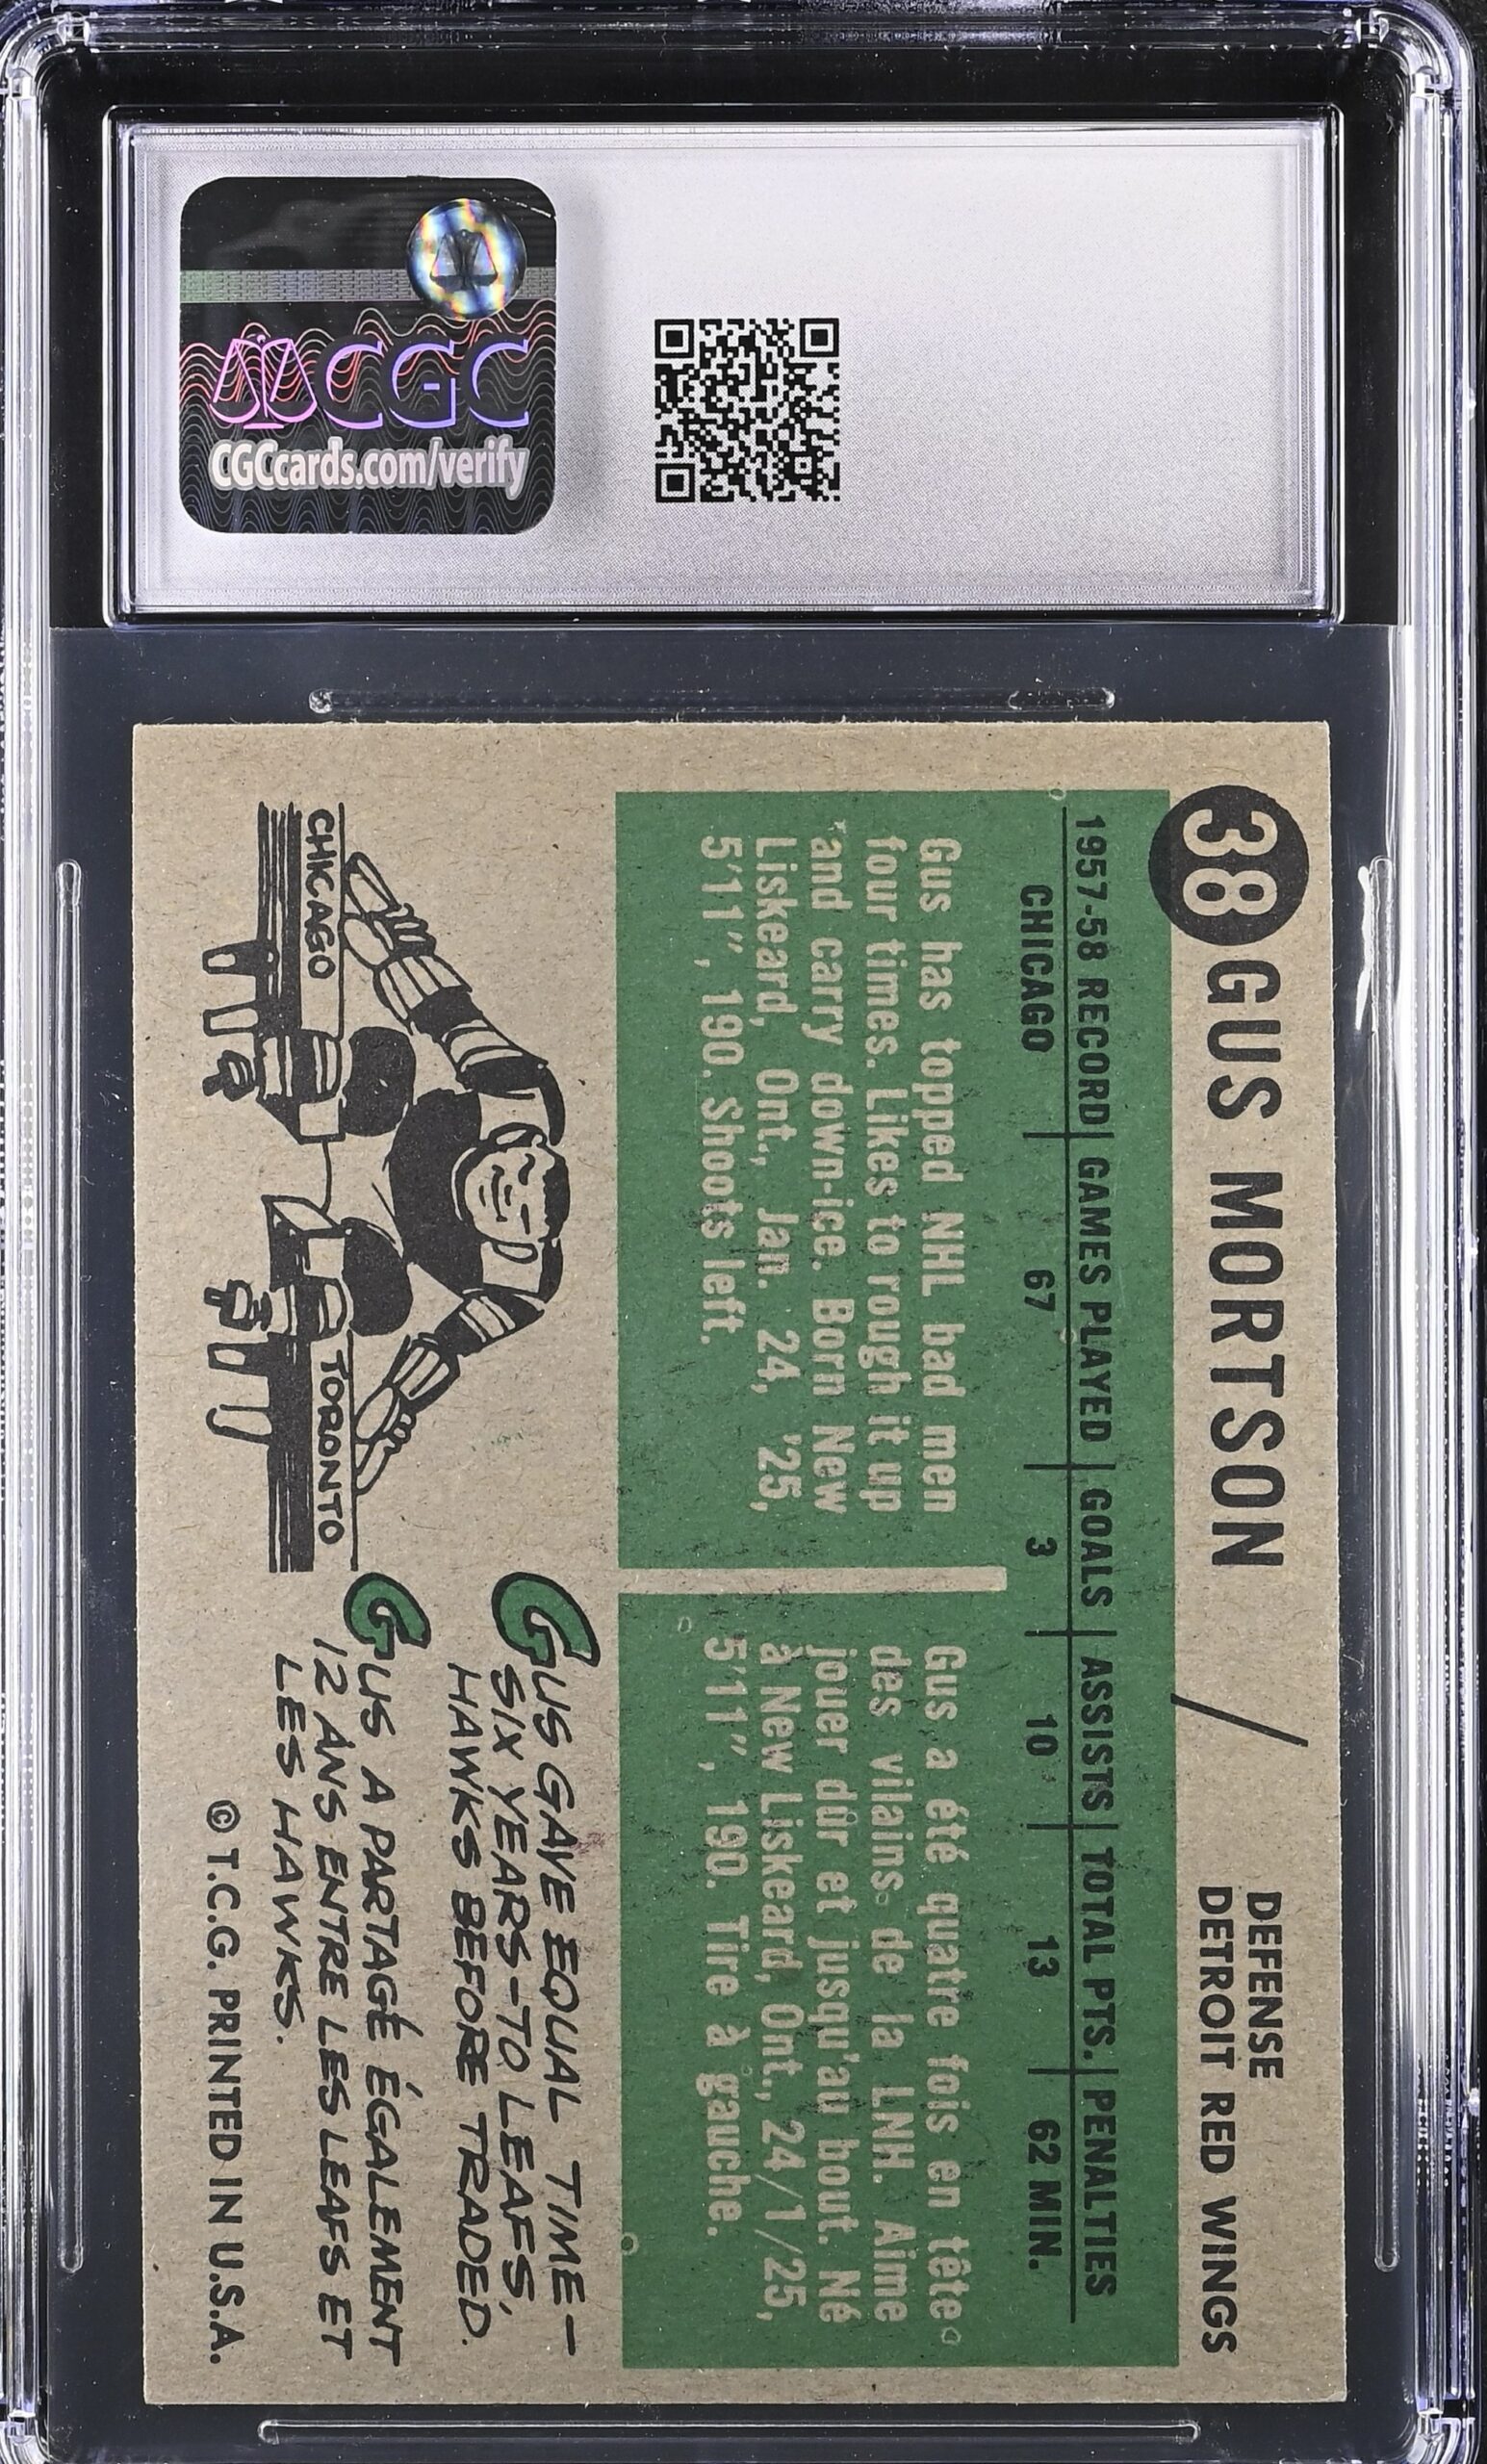 CGC
CGCcards.com/verify
38 GUS MORTSON / DEFENSE
DETROIT RED WINGS
1957-58 RECORD | GAMES PLAYED | GOALS | ASSISTS | TOTAL PTS. | PENALTIES
CHICAGO 67 3 10 13 62 MIN.
Gus has topped NHL bad men
four times. Likes to rough it up
and carry down-ice. Born New
Liskeard, Ont., Jan. 24, '25,
5'11", 190. Shoots left.
Gus a été quatre fois en tête
des vilains de la LNH. Aime
jouer dûr et jusqu'au bout. Né
à New Liskeard, Ont., 24/1/25,
5'11", 190. Tire à gauche.
CHICAGO
TORONTO
GUS GAVE EQUAL TIME-
SIX YEARS-TO LEAFS,
HAWKS BEFORE TRADED.
GUS A PARTAGÉ ÉGALEMENT
12 ANS ENTRE LES LEAFS ET
LES HAWKS.
© T.C.G. PRINTED IN U.S.A.